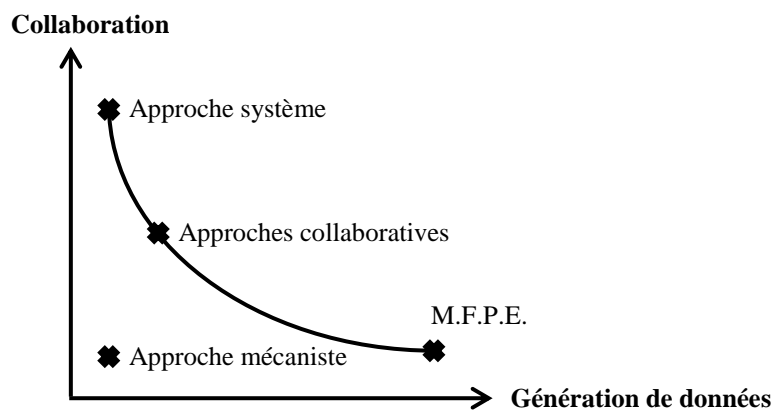 Collaboration
Approche système
Approches collaboratives
M.F.P.E.
Approche mécaniste
Génération de données